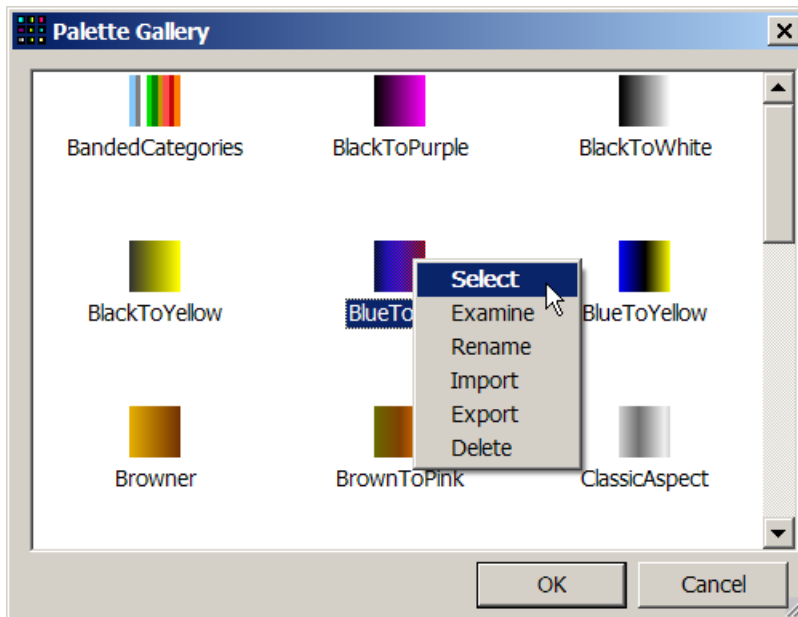 Palette Gallery
BandedCategories
BlackToPurple
BlackToWhite
BlackToYellow
BlueTo
BlueToYellow
Select
Examine
Rename
Import
Export
Delete
Browner
BrownToPink
ClassicAspect
OK
Cancel